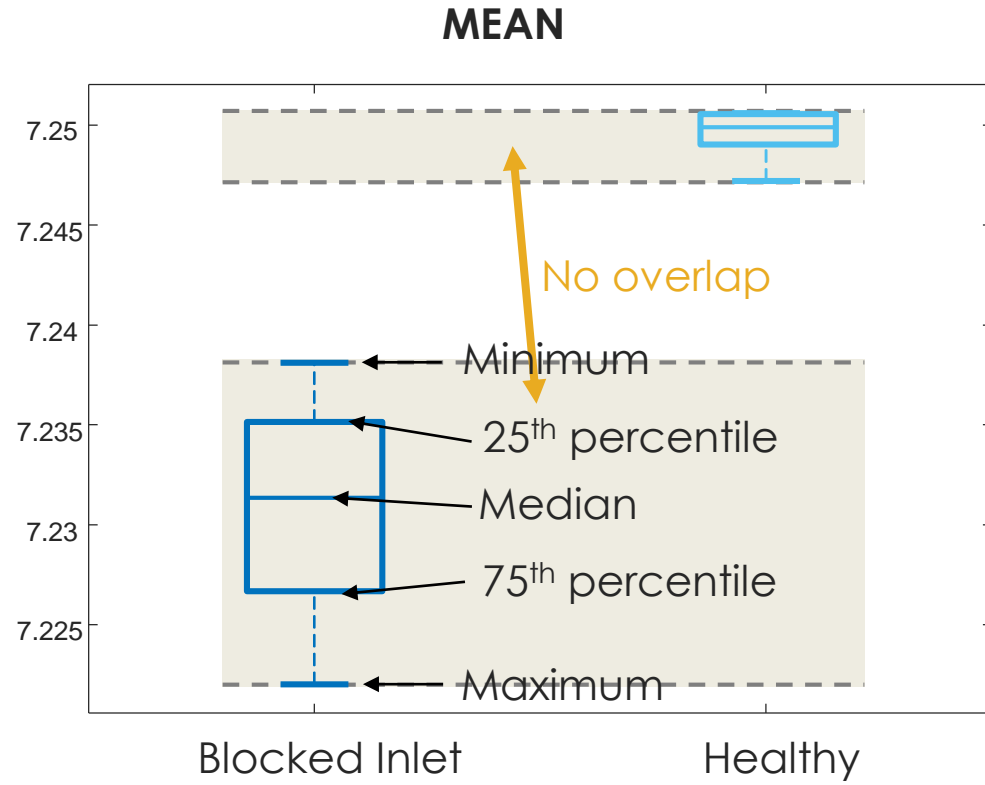 MEAN
7.25
7.245
7.24
7.235
7.23
7.225
No overlap
Minimum
25th percentile
Median
75th percentile
Maximum
Blocked Inlet
Healthy